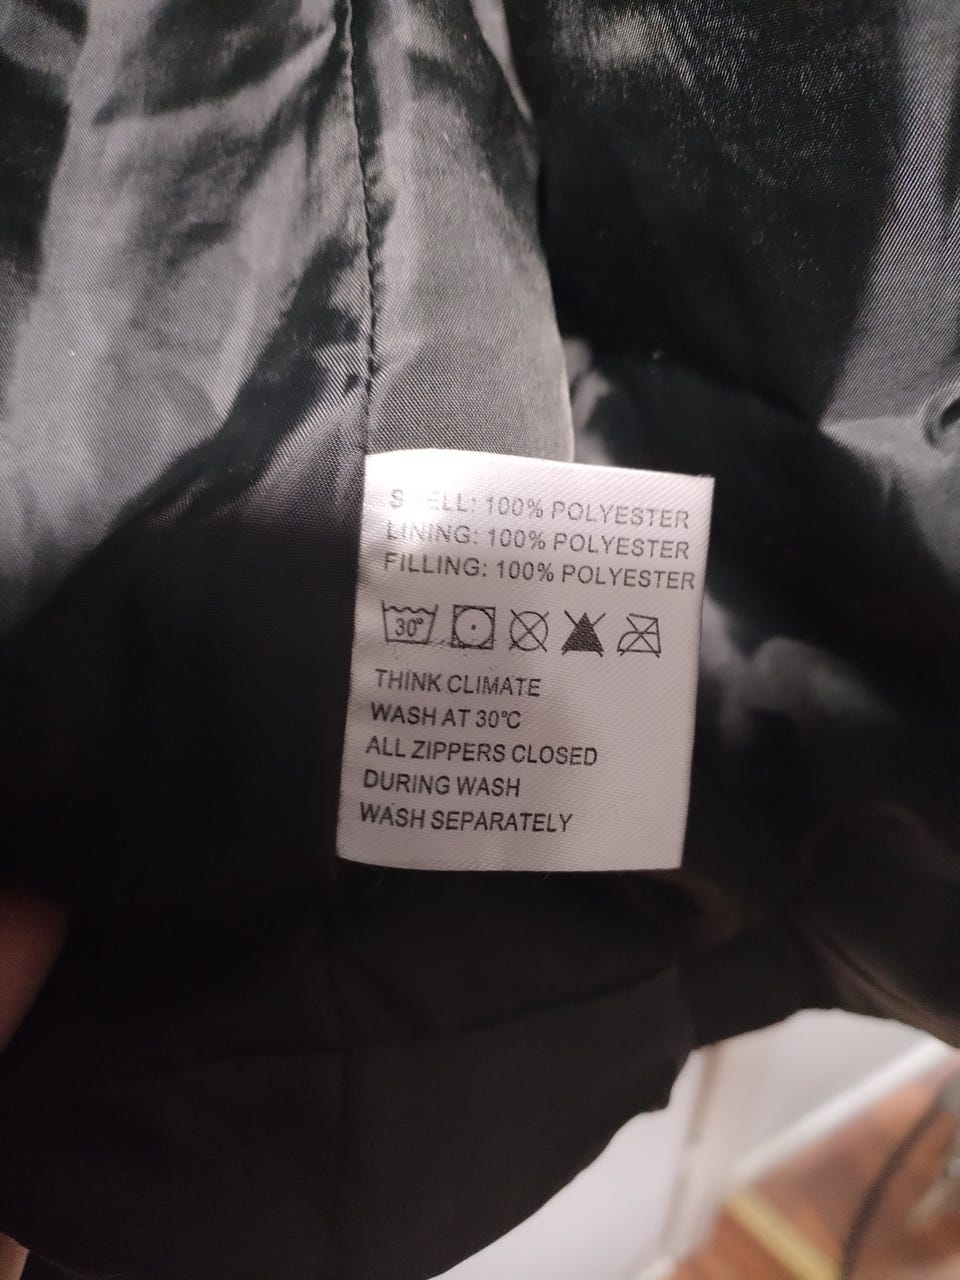 SHELL: 100% POLYESTER
LINING: 100% POLYESTER
FILLING: 100% POLYESTER
30°
THINK CLIMATE
WASH AT 30°C
ALL ZIPPERS CLOSED
DURING WASH
WASH SEPARATELY